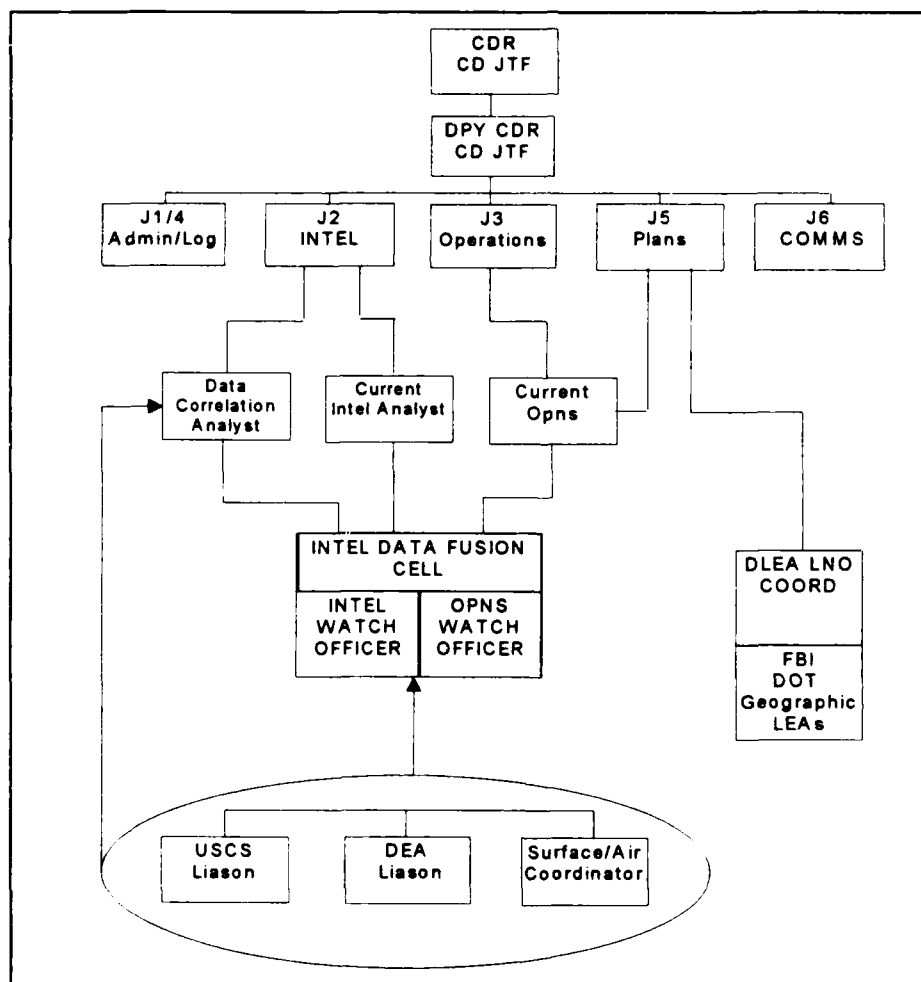 CDR
CD JTF
DPY CDR
CD JTF
J1/4
Admin/Log
J2
INTEL
J3
Operations
J5
Plans
J6
COMMS
Data
Correlation
Analyst
Current
Intel Analyst
Current
Opns
INTEL DATA FUSION
CELL
INTEL
WATCH
OFFICER
OPNS
WATCH
OFFICER
DLEA LNO
COORD
FBI
DOT
Geographic
LEAs
USCS
Liason
DEA
Liason
Surface/Air
Coordinator